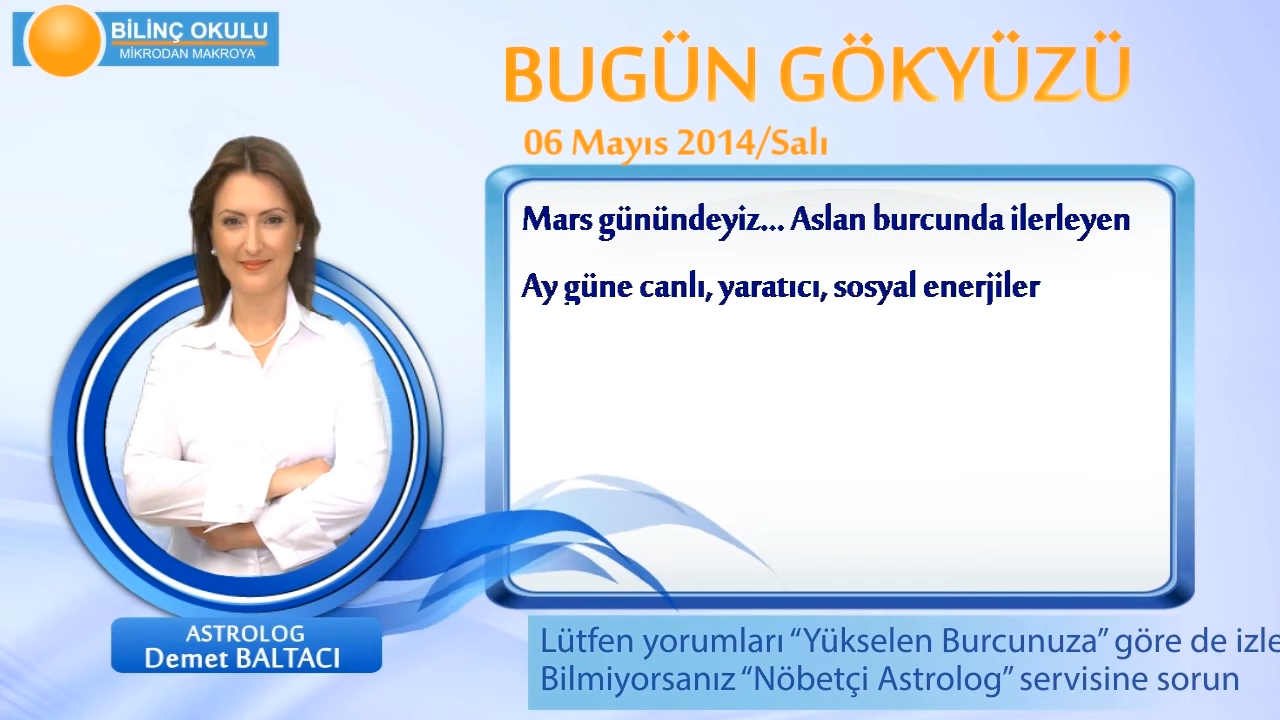 BİLİNÇ OKULU
MİKRODAN MAKROYA
BUGÜN GÖKYÜZÜ
06 Mayıs 2014/Salı
Mars günündeyiz... Aslan burcunda ilerleyen
Ay güne canlı, yaratıcı, sosyal enerjiler
ASTROLOG
Demet BALTACI
Lütfen yorumları “Yükselen Burcunuza” göre de izle
Bilmiyorsanız “Nöbetçi Astrolog” servisine sorun